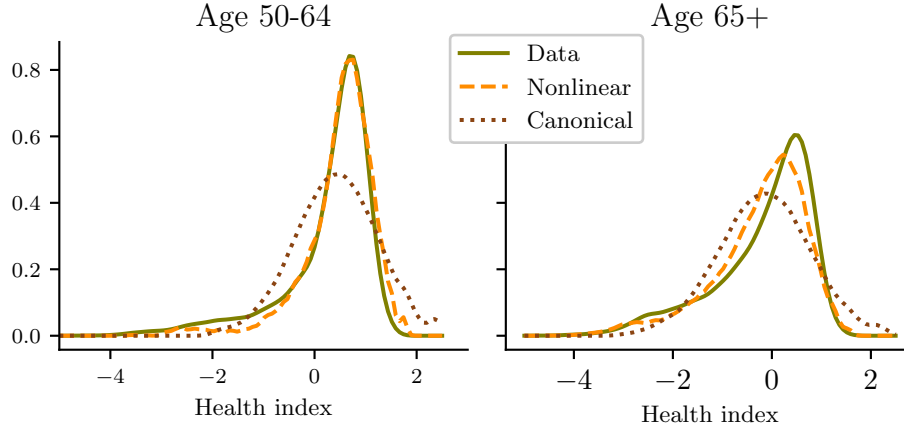 Age 50-64
Age 65+
Data
Nonlinear
Canonical
0.8
0.6
0.4
0.2
0.0
−4 −2 0 2
−4 −2 0 2
Health index
Health index